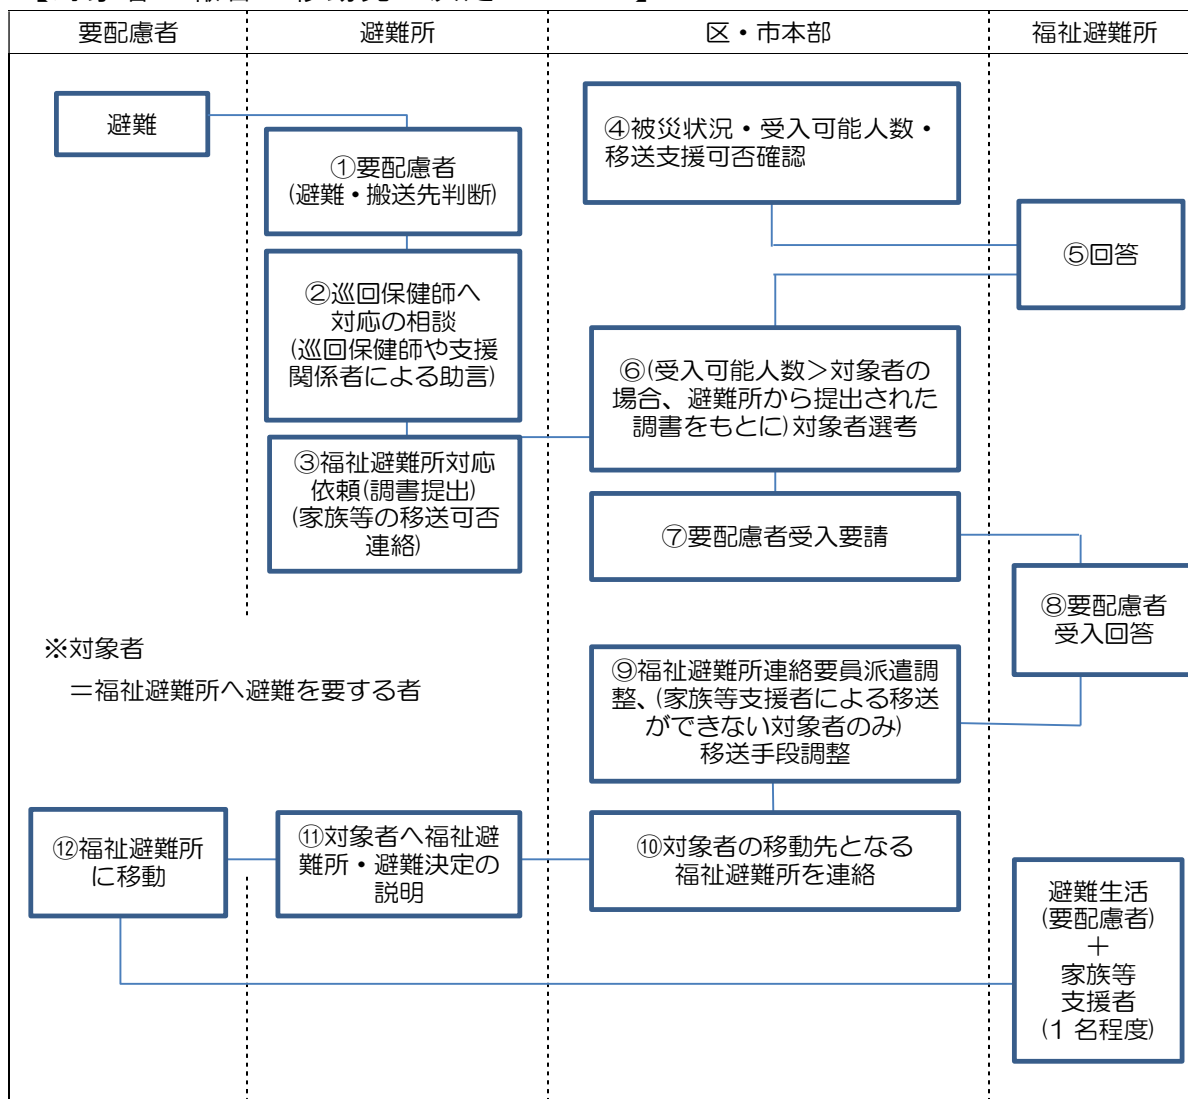 要配慮者
避難所
区・市本部
福祉避難所
避難
①要配慮者
(避難・搬送先判断)
②巡回保健師へ
対応の相談
(巡回保健師や支援
関係者による助言)
③福祉避難所対応
依頼(調書提出)
(家族等の移送可否
連絡)
④被災状況・受入可能人数・
移送支援可否確認
⑤回答
⑥(受入可能人数＞対象者の
場合、避難所から提出された
調書をもとに)対象者選考
⑦要配慮者受入要請
⑧要配慮者
受入回答
※対象者
＝福祉避難所へ避難を要する者
⑨福祉避難所連絡要員派遣調
整、(家族等支援者による移送
ができない対象者のみ)
移送手段調整
⑩対象者の移動先となる
福祉避難所を連絡
⑪対象者へ福祉避
難所・避難決定の
説明
⑫福祉避難所
に移動
避難生活
(要配慮者)
＋
家族等
支援者
(1 名程度)